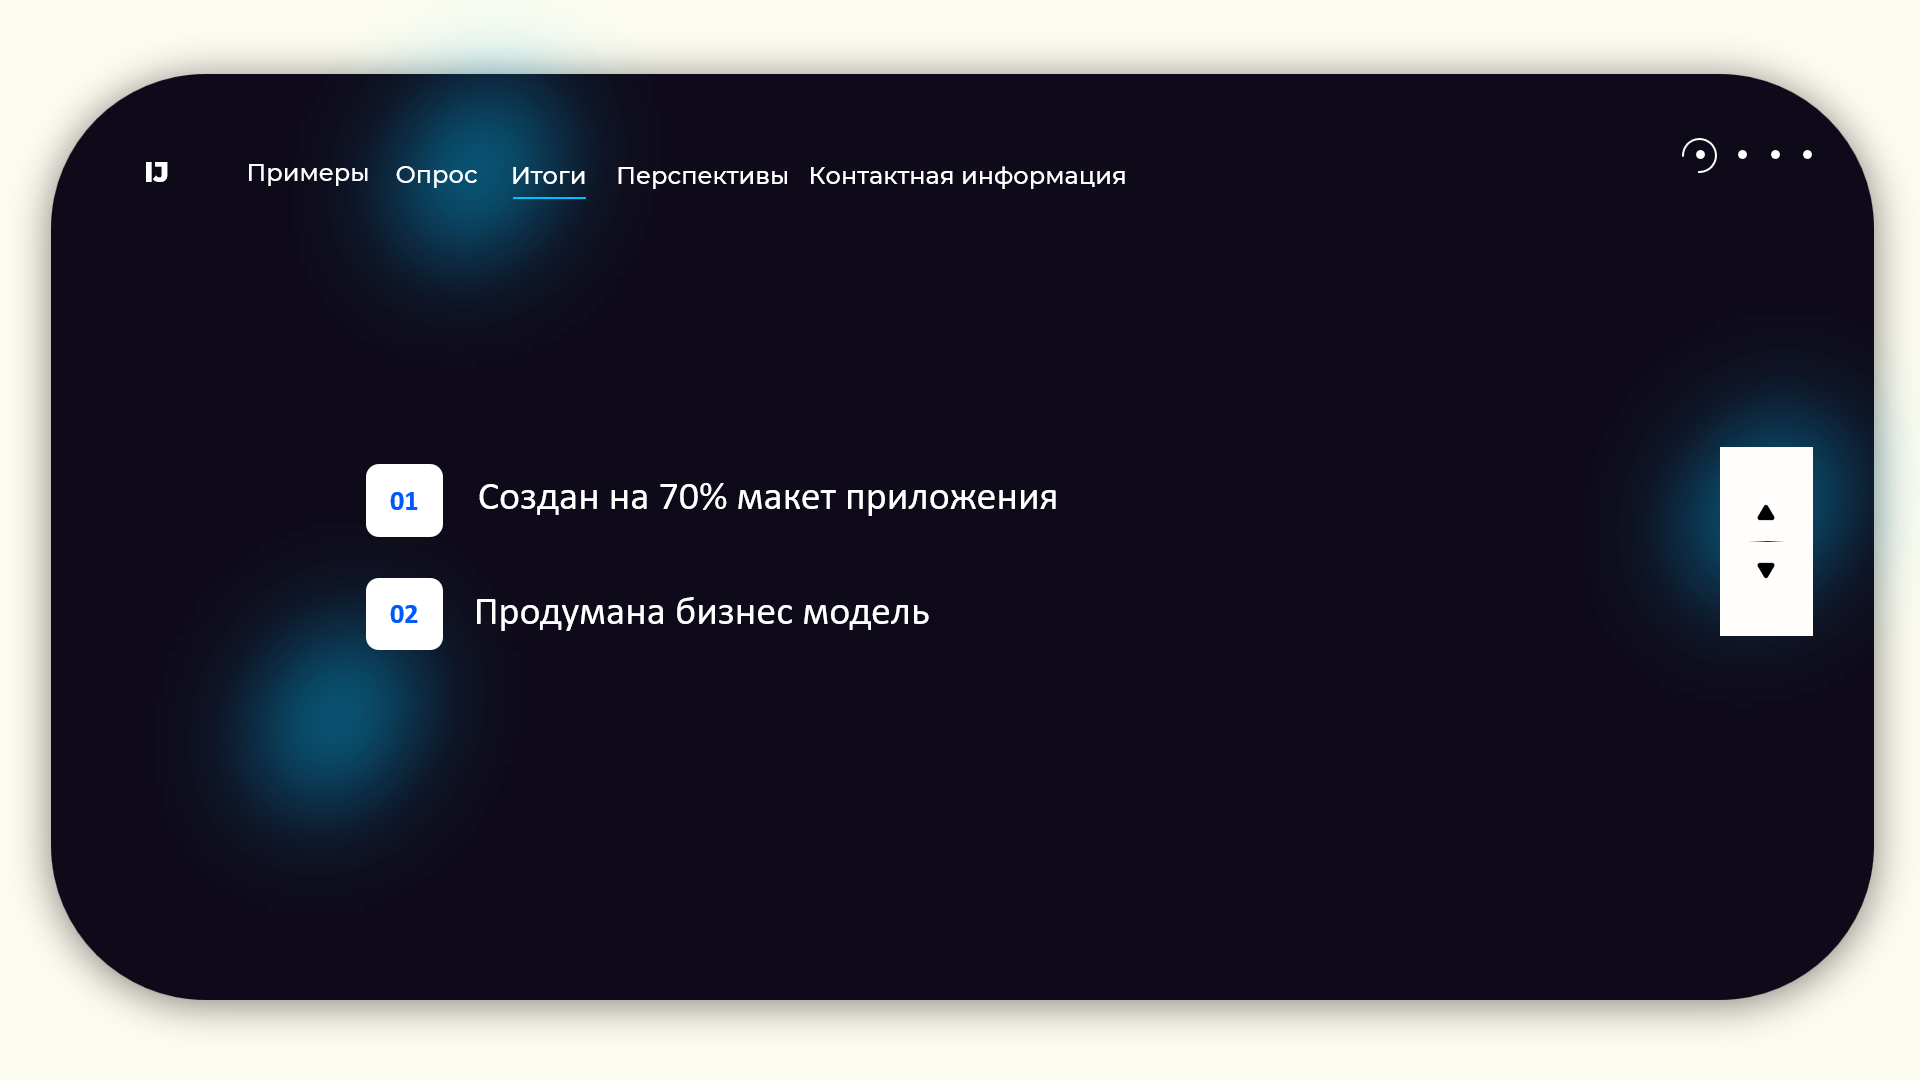 IJ
Примеры Опрос Итоги Перспективы Контактная информация
01 Создан на 70% макет приложения
02 Продумана бизнес модель